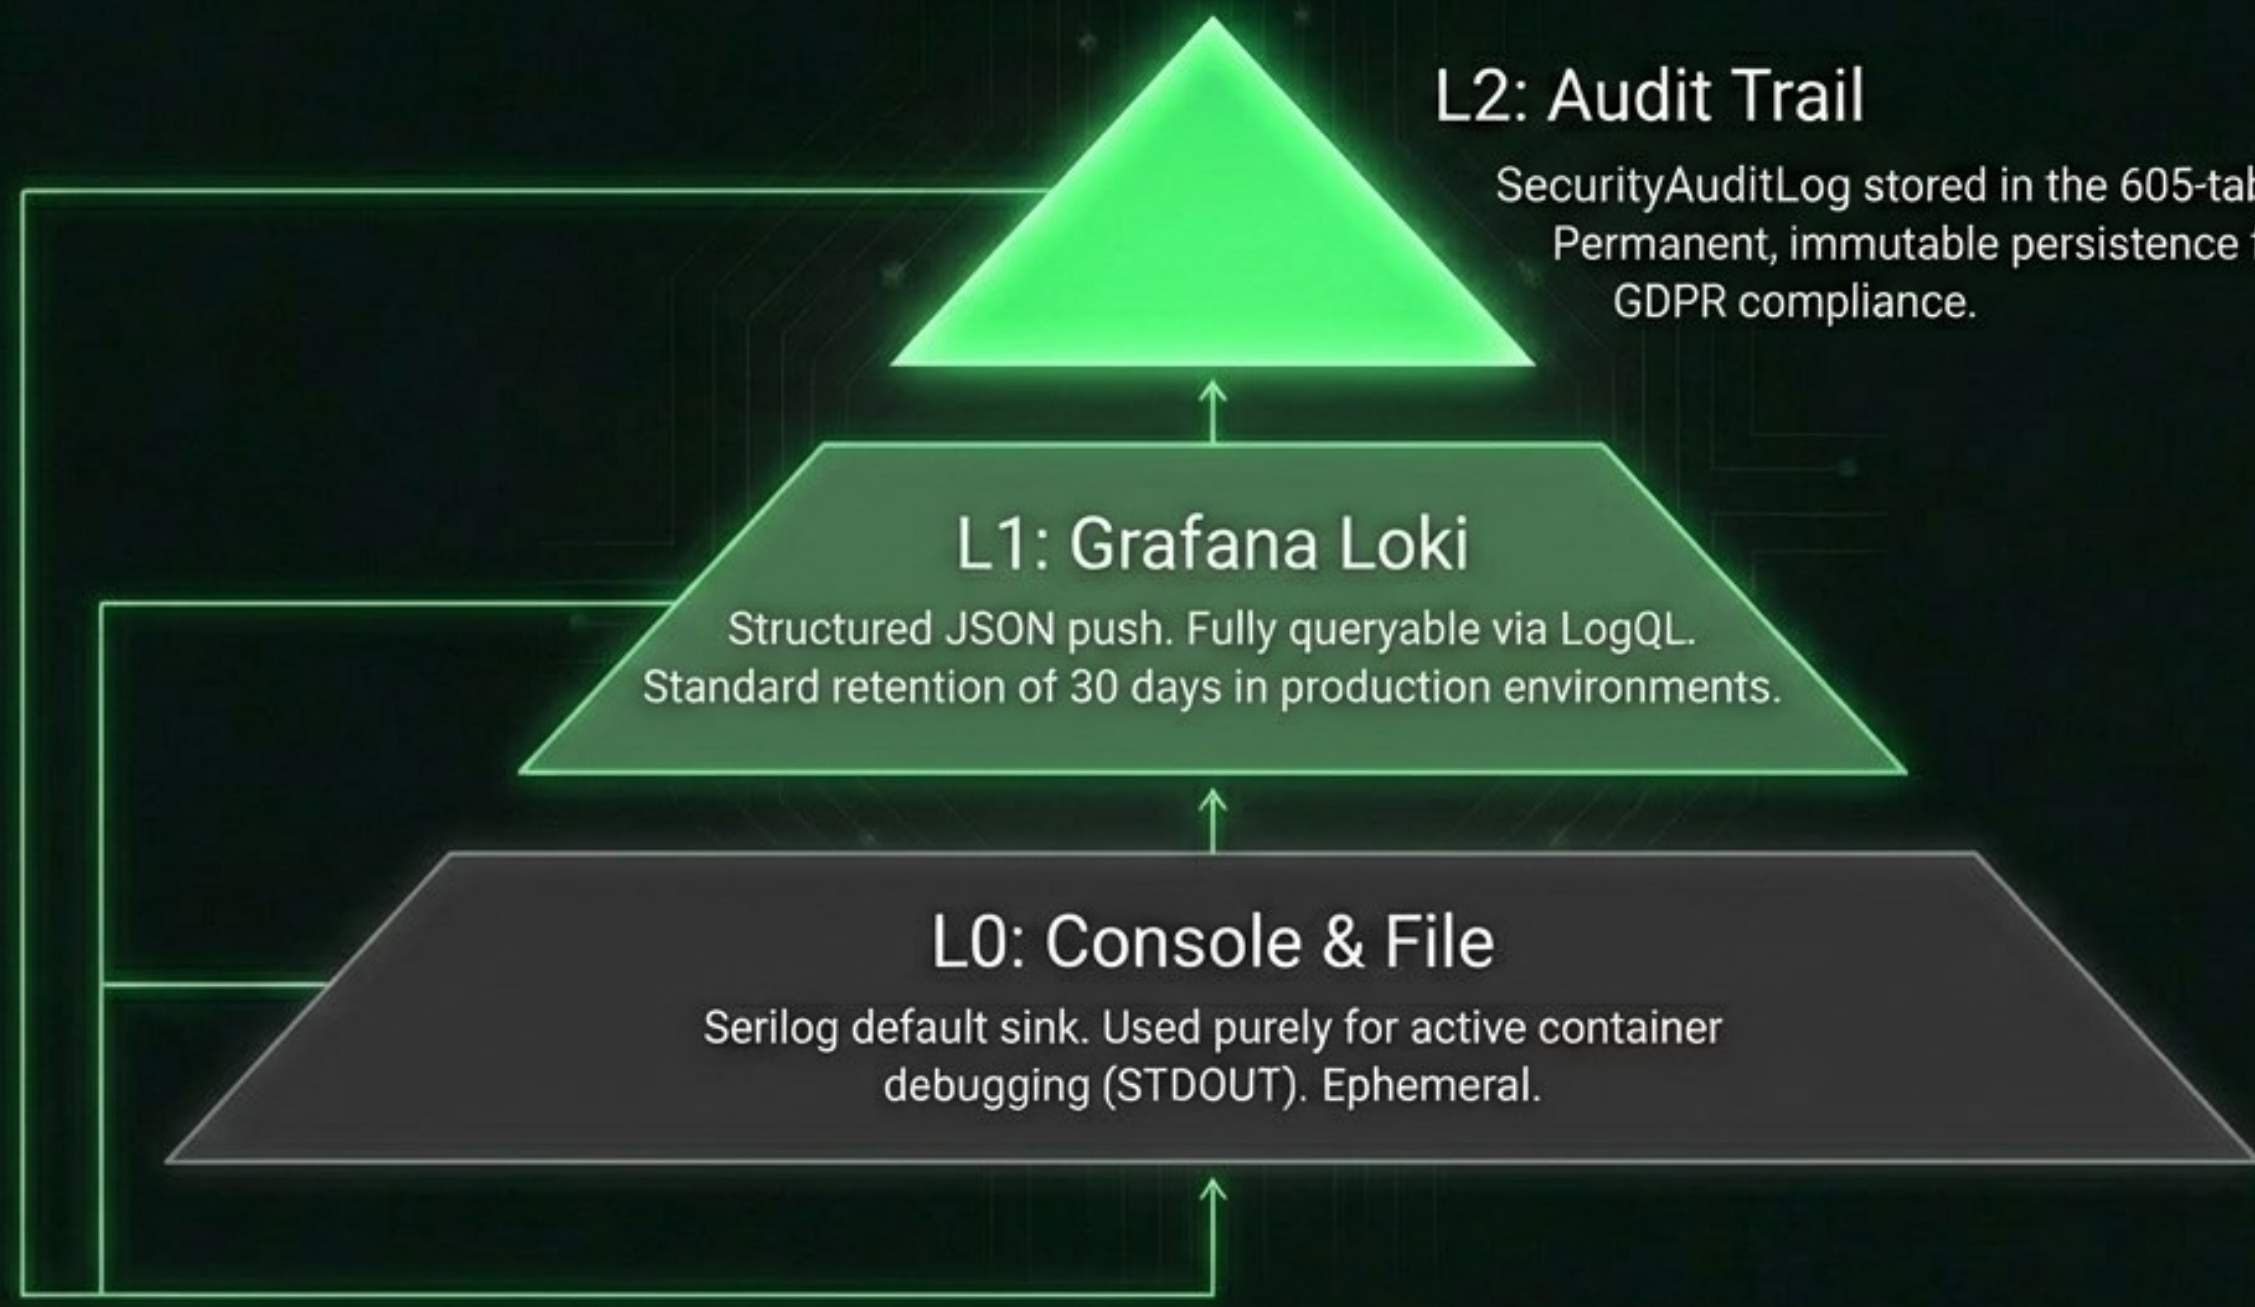 L2: Audit Trail
SecurityAuditLog stored in the
Permanent, immutable persistence
GDPR compliance.
L1: Grafana Loki
Structured JSON push. Fully queryable via LogQL.
Standard retention of 30 days in production environments.
L0: Console & File
Serilog default sink. Used purely for active container
debugging (STDOUT). Ephemeral.